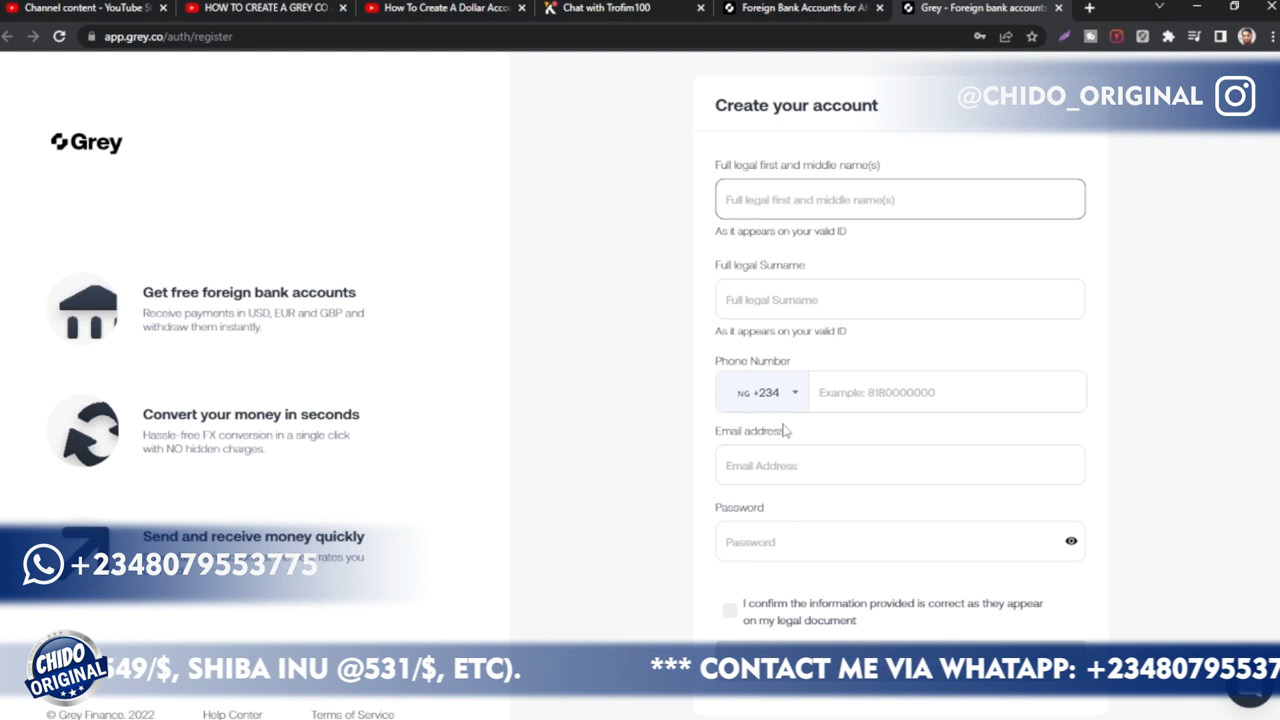 Channel content - YouTube S
HOW TO CREATE A GREY CO
How To Create A Dollar Acco
Chat with Trofim100
Foreign Bank Accounts for A
Grey - Foreign bank accounts
app.grey.co/auth/register
@CHIDO_ORIGINAL
Grey
Get free foreign bank accounts
Receive payments in USD, EUR and GBP and
withdraw them instantly.
Convert your money in seconds
Hassle-free FX conversion in a single click
with NO hidden charges.
Send and receive money quickly
rates you
+2348079553775
Create your account
Full legal first and middle name(s)
Full legal first and middle name(s)
As it appears on your valid ID
Full legal Surname
Full legal Surname
As it appears on your valid ID
Phone Number
NG +234
Example: 8180000000
Email address
Email Address
Password
Password
I confirm the information provided is correct as they appear
on my legal document
CHIDO
ORIGINAL
549/$, SHIBA INU @531/$, ETC).
*** CONTACT ME VIA WHATAPP: +23480795537
© Grey Finance. 2022
Help Center
Terms of Service